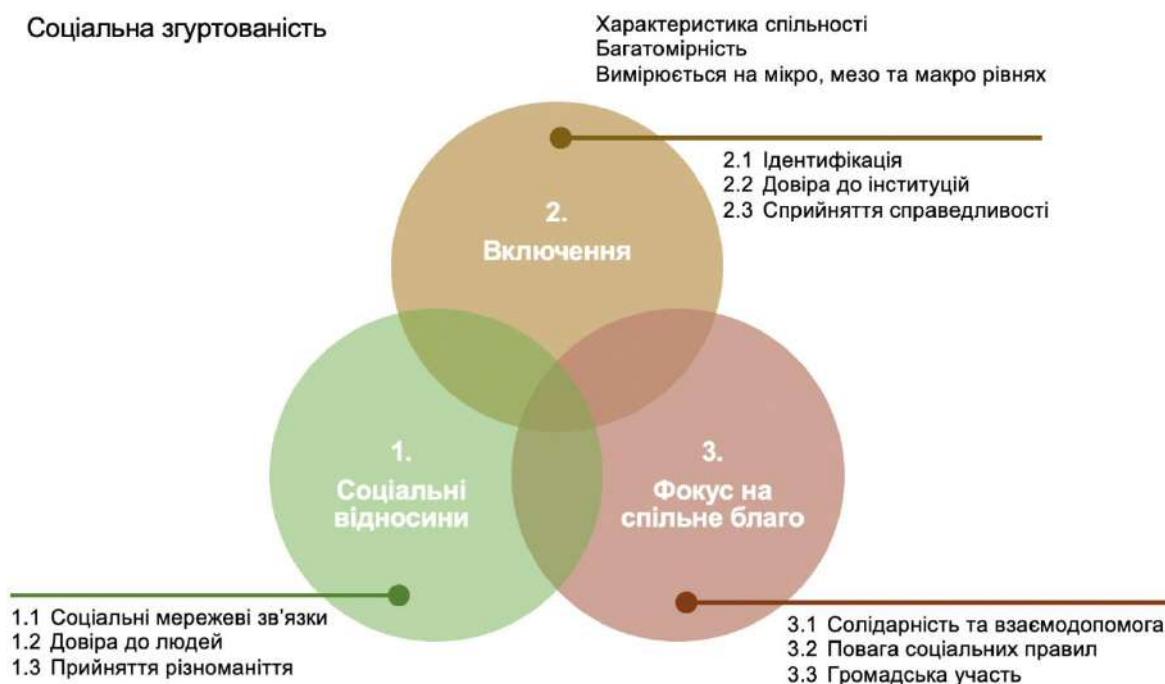 Соціальна згуртованість
Характеристика спільності
Багатомірність
Вимірюється на мікро, мезо та макро рівнях
2.1 Ідентифікація
2.2 Довіра до інституцій
2.3 Сприйняття справедливості
2.
Включення
1.
Соціальні
відносини
3.
Фокус на
спільне благо
1.1 Соціальні мережеві зв'язки
1.2 Довіра до людей
1.3 Прийняття різноманіття
3.1 Солідарність та взаємодопомога
3.2 Повага соціальних правил
3.3 Громадська участь